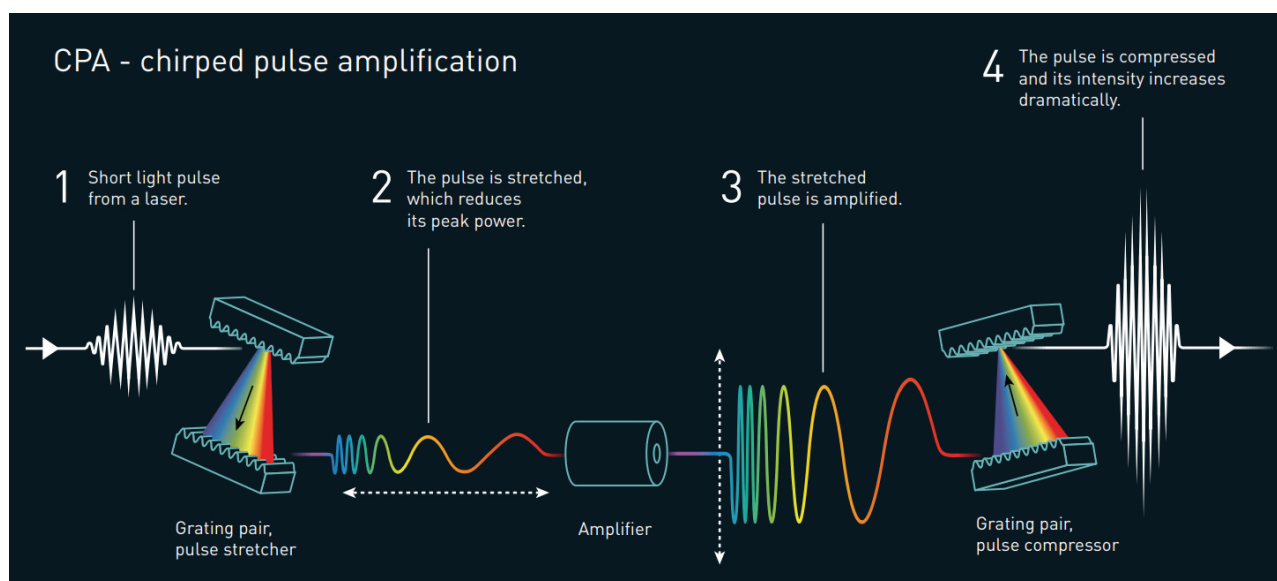 CPA - chirped pulse amplification
1
Short light pulse
from a laser.
2
The pulse is stretched,
which reduces
its peak power.
3
The stretched
pulse is amplified.
4
The pulse is compressed
and its intensity increases
dramatically.
Grating pair,
pulse stretcher
Amplifier
Grating pair,
pulse compressor